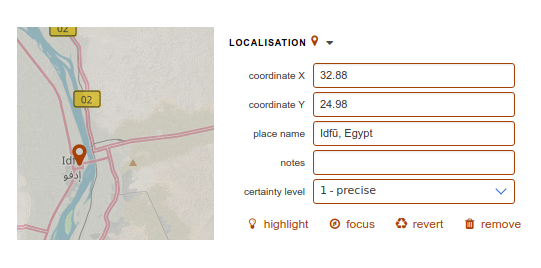 02
02
Idfu
إدفو
LOCALISATION
coordinate X 32.88
coordinate Y 24.98
place name Idfū, Egypt
notes
certainty level 1 - precise
highlight focus revert remove